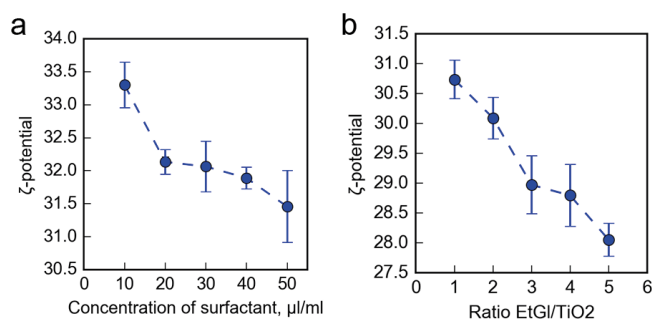 a
ζ-potential
34.0
33.5
33.0
32.5
32.0
31.5
31.0
30.5
0 10 20 30 40 50
Concentration of surfactant, µl/ml
b
ζ-potential
31.5
31.0
30.5
30.0
29.5
29.0
28.5
28.0
27.5
0 1 2 3 4 5 6
Ratio EtGl/TiO2